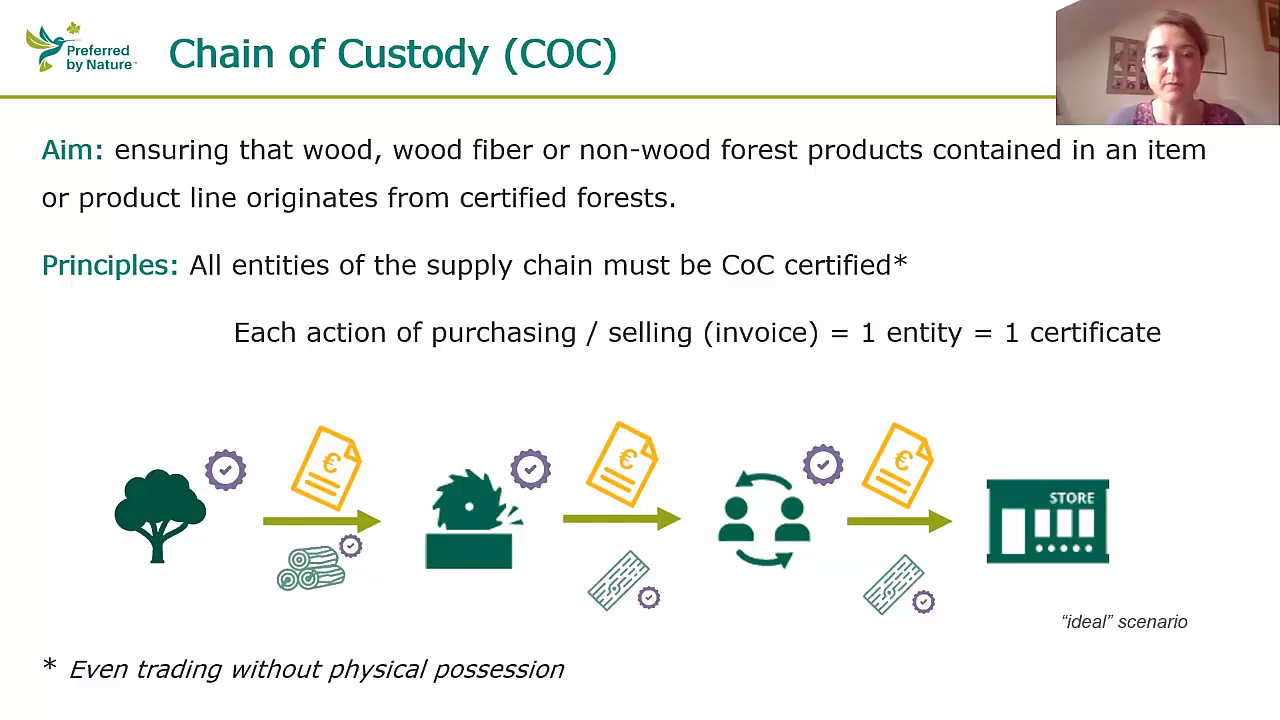 Preferred
by Nature™
Chain of Custody (COC)
Aim: ensuring that wood, wood fiber or non-wood forest products contained in an item
or product line originates from certified forests.
Principles: All entities of the supply chain must be CoC certified*
Each action of purchasing / selling (invoice) = 1 entity = 1 certificate
€
€
€
STORE
“ideal” scenario
* Even trading without physical possession